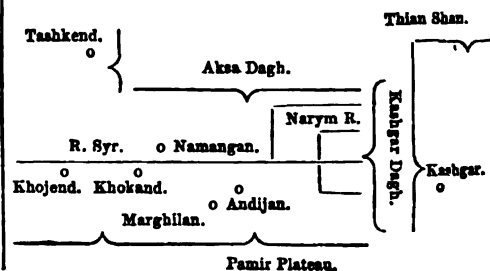 Thian Shan.
Tashkend.
Aksa Dagh.
Narym R.
Kashgar Dagh.
R. Syr.
Namangan.
Kashgar.
Khojend. Khokand.
Andijan.
Marghilan.
Pamir Plateau.